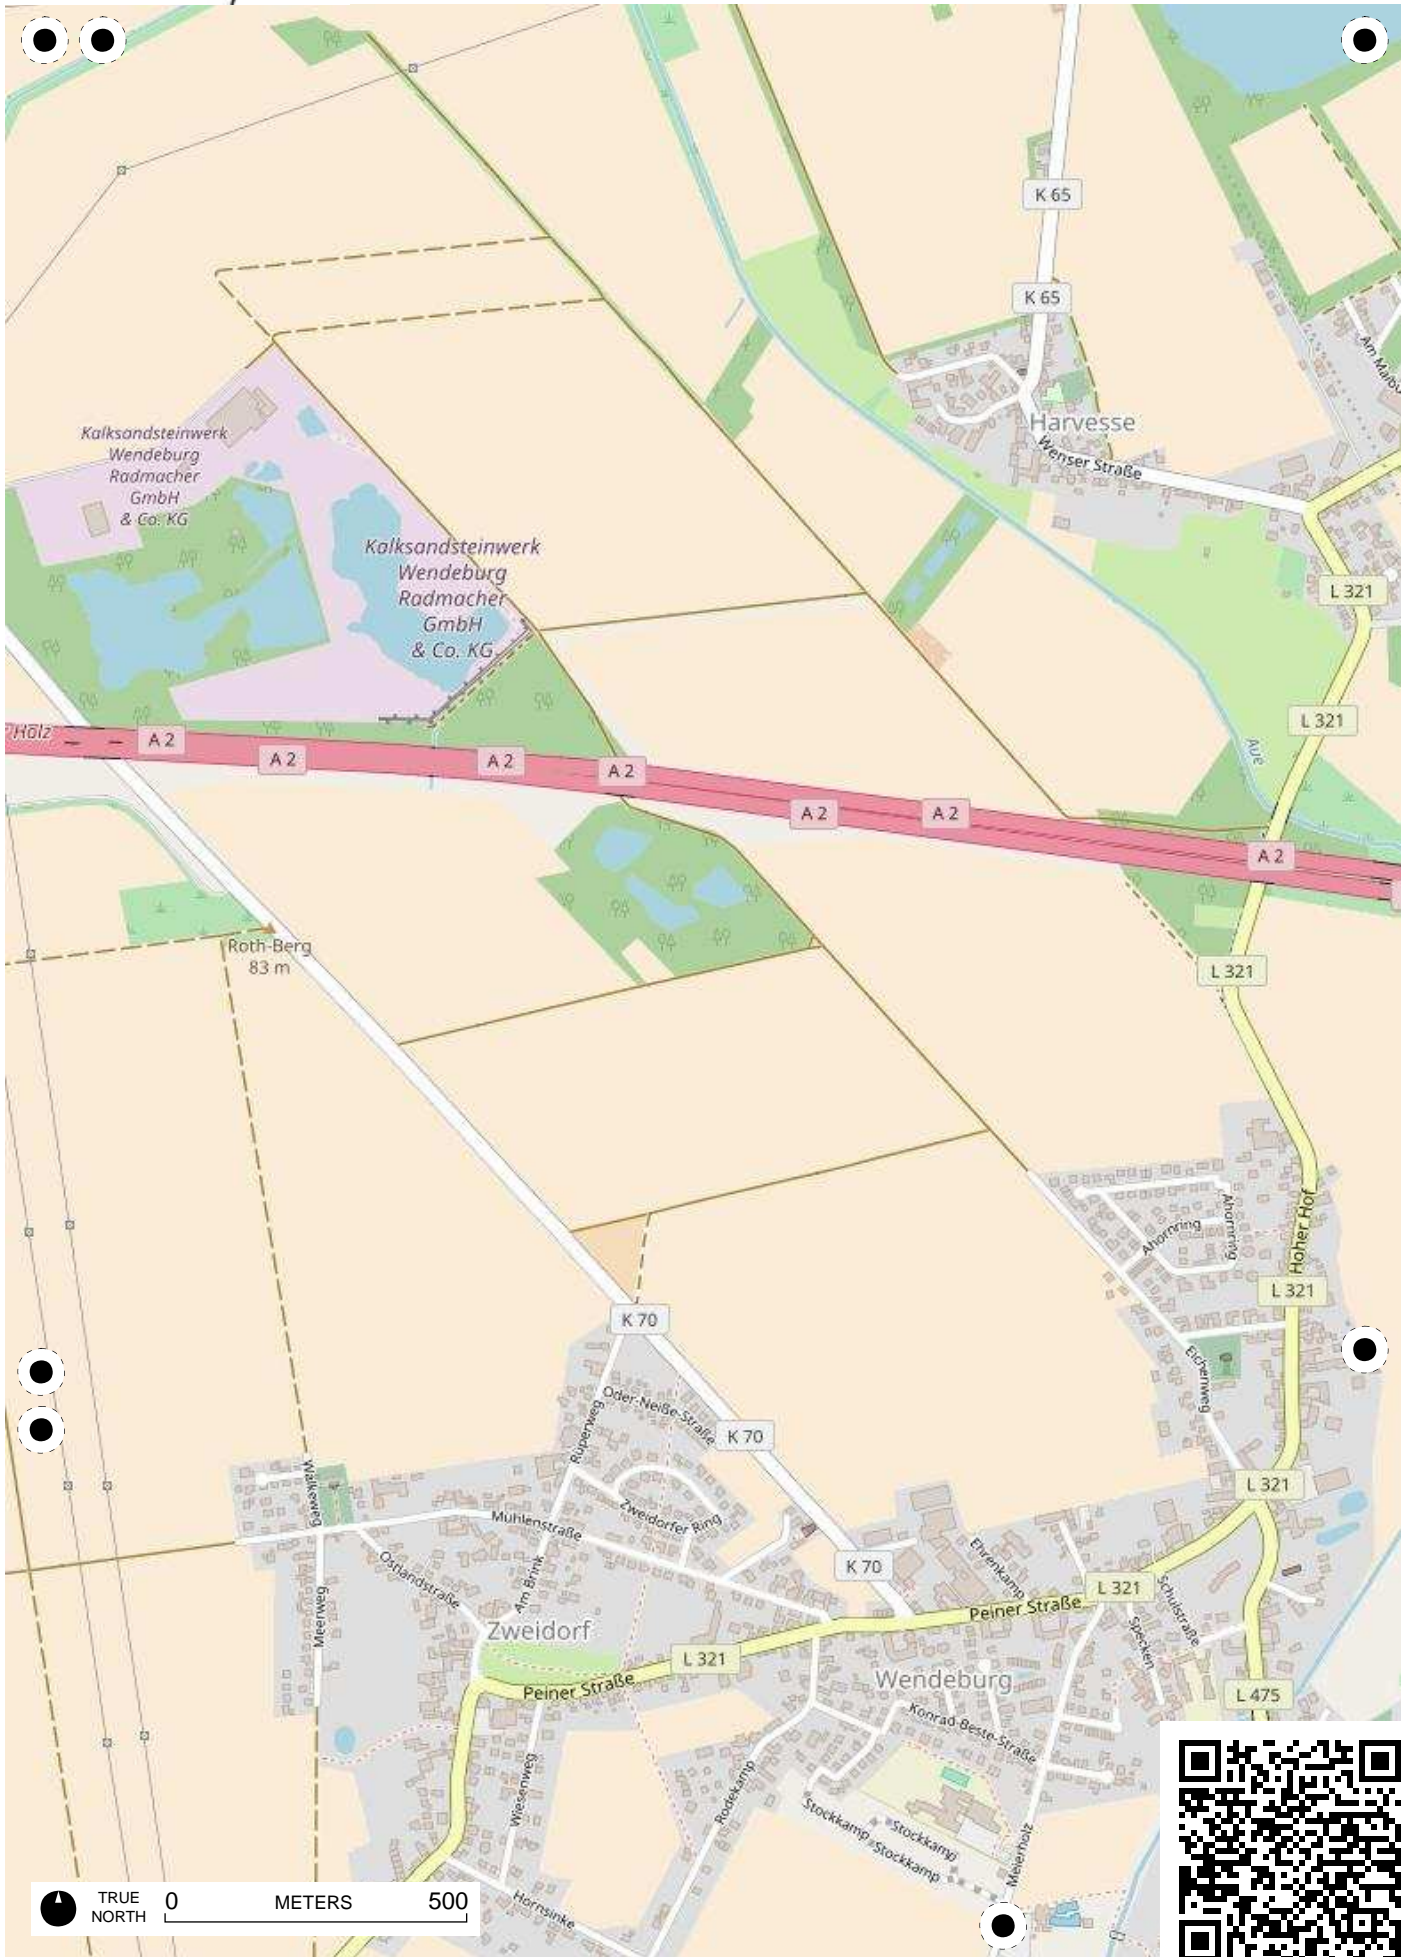 K 65
K 65
Am Marbu
Harvesse
Wenser Straße
Kalksandsteinwerk
Wendeburg
Radmacher
GmbH
& Co. KG
Kalksandsteinwerk
Wendeburg
Radmacher
GmbH
& Co. KG
L 321
L 321
Aue
Holz
A 2
A 2
A 2
A 2
A 2
A 2
A 2
Roth-Berg
83 m
L 321
Ahornring
Ahornring
Hoher Hof
L 321
K 70
Eichenweg
Oder-Neiße-Straße
Rüperweg
K 70
L 321
Walkeweg
Zweidorfer Ring
Mühlenstraße
Ehrenkamp
K 70
Oststraße
Am Brink
L 321
Schulstraße
Peiner Straße
Specken
Meerweg
Zweidorf
L 321
Peiner Straße
Wendeburg
L 475
Konrad-Beste-Straße
Wiesenweg
Rodekamp
Stockkamp
Stockkamp
Stockkamp
Meierholz
Hornsinke
TRUE
NORTH
0 METERS 500